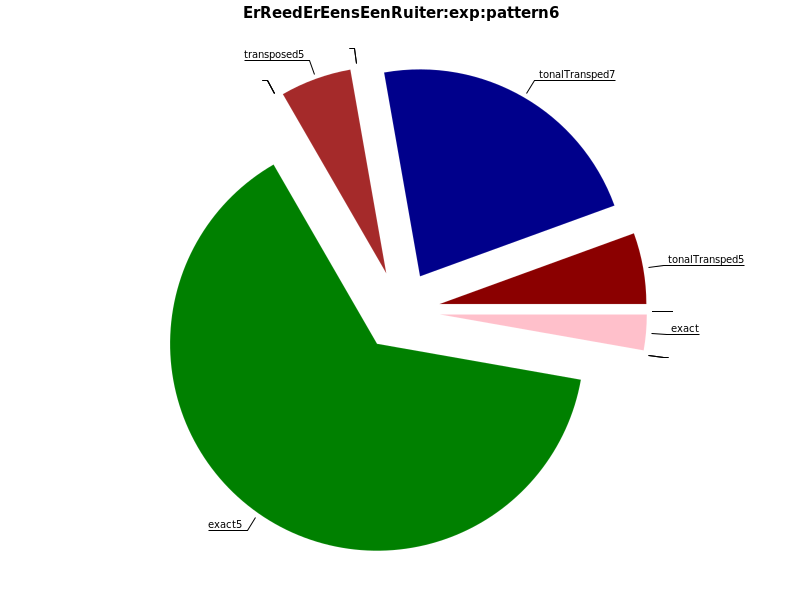 ErReedErEensEenRuiter:exp:pattern6
transposed5
tonalTransped7
tonalTransped5
exact
exact5